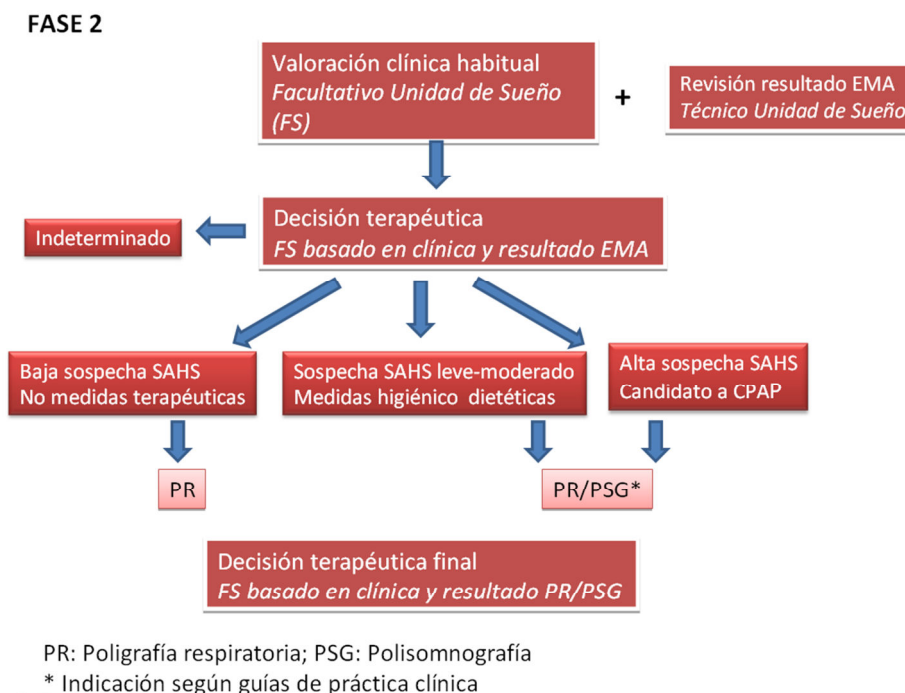 FASE 2
Valoración clínica habitual
Facultativo Unidad de Sueño
(FS)
+
Revisión resultado EMA
Técnico Unidad de Sueño
Decisión terapéutica
FS basado en clínica y resultado EMA
Indeterminado
Baja sospecha SAHS
No medidas terapéuticas
Sospecha SAHS leve-moderado
Medidas higiénico dietéticas
Alta sospecha SAHS
Candidato a CPAP
PR
PR/PSG*
Decisión terapéutica final
FS basado en clínica y resultado PR/PSG
PR: Poligrafía respiratoria; PSG: Polisomnografía
* Indicación según guías de práctica clínica